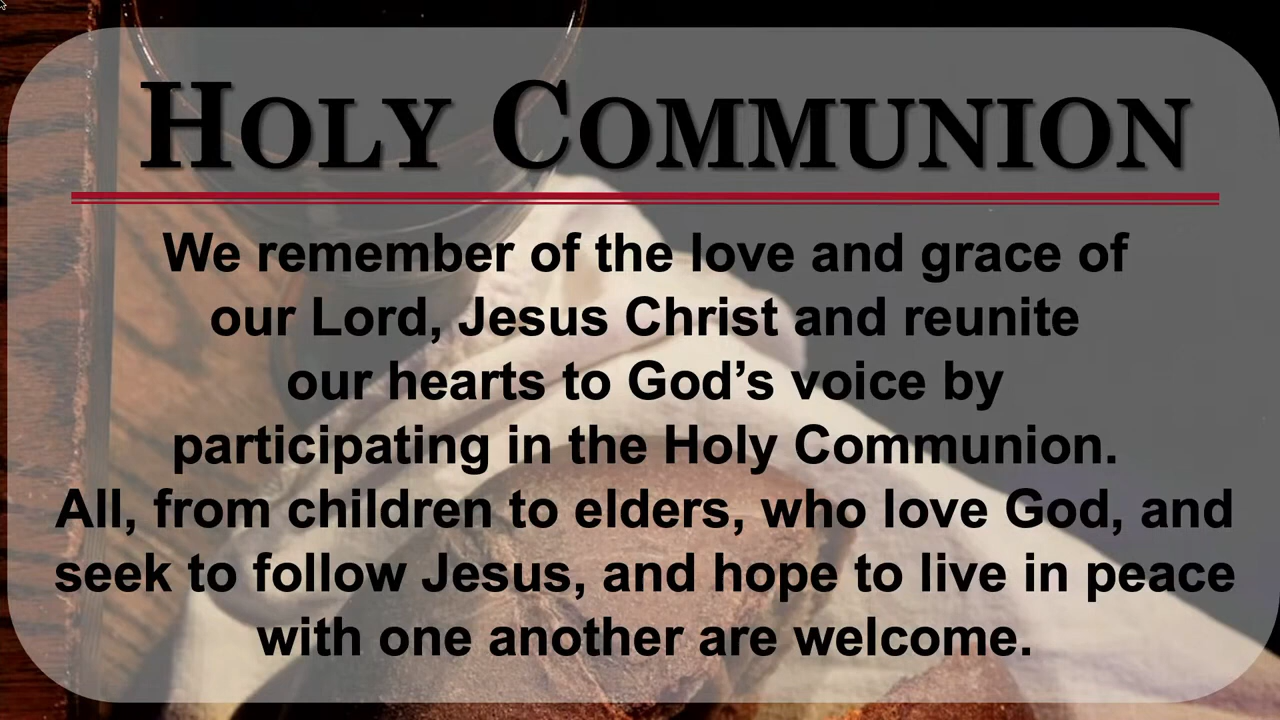 HOLY COMMUNION
We remember of the love and grace of
our Lord, Jesus Christ and reunite
our hearts to God’s voice by
participating in the Holy Communion.
All, from children to elders, who love God, and
seek to follow Jesus, and hope to live in peace
with one another are welcome.